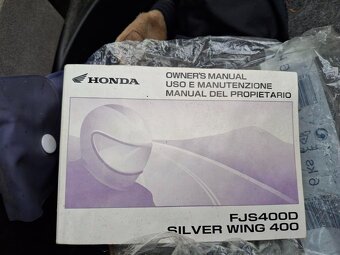 HONDA
OWNER'S MANUAL
USO E MANUTENZIONE
MANUAL DEL PROPIETARIO
FJS400D
SILVER WING 400